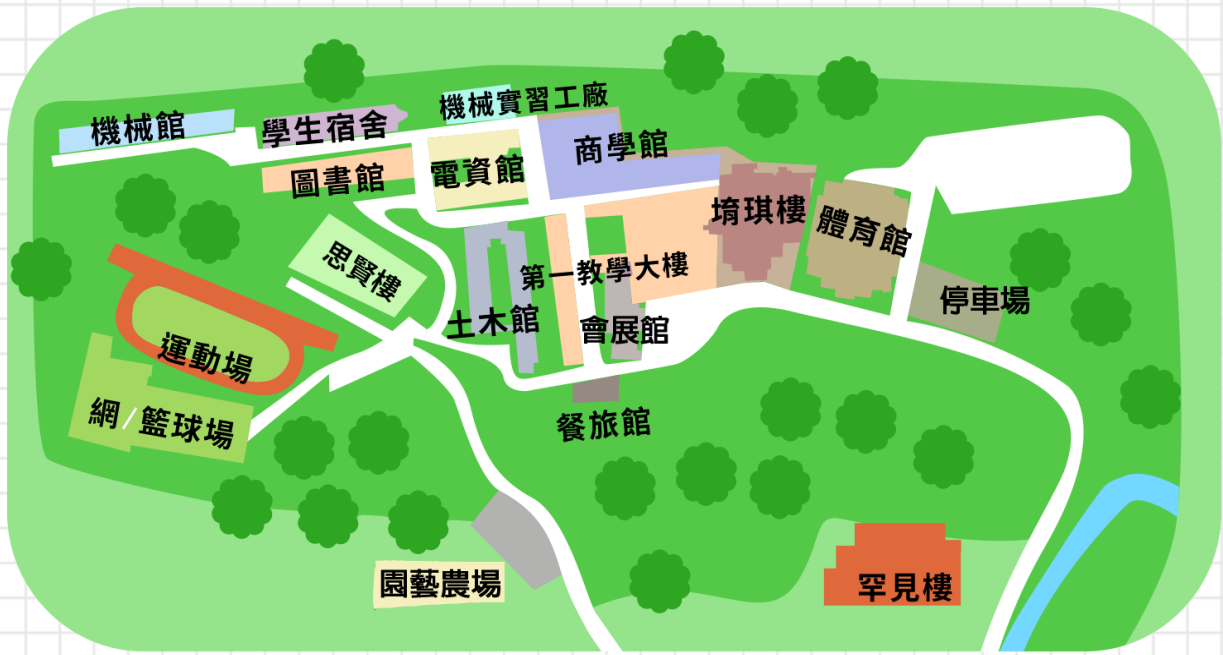 機械館
學生宿舍
機械實習工廠
圖書館
電資館
商學館
堉琪樓
體育館
思賢樓
第一教學大樓
停車場
土木館
會展館
運動場
網/籃球場
餐旅館
園藝農場
罕見樓